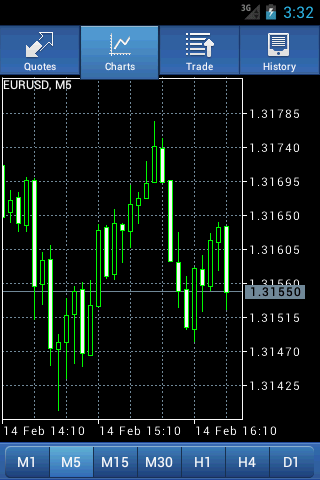 3G 3:32
Quotes Charts Trade History
EURUSD, M5
1.31785
1.31740
1.31695
1.31650
1.31605
1.31560
1.31550
1.31515
1.31470
1.31425
14 Feb 14:10 14 Feb 15:10 14 Feb 16:10
M1 M5 M15 M30 H1 H4 D1